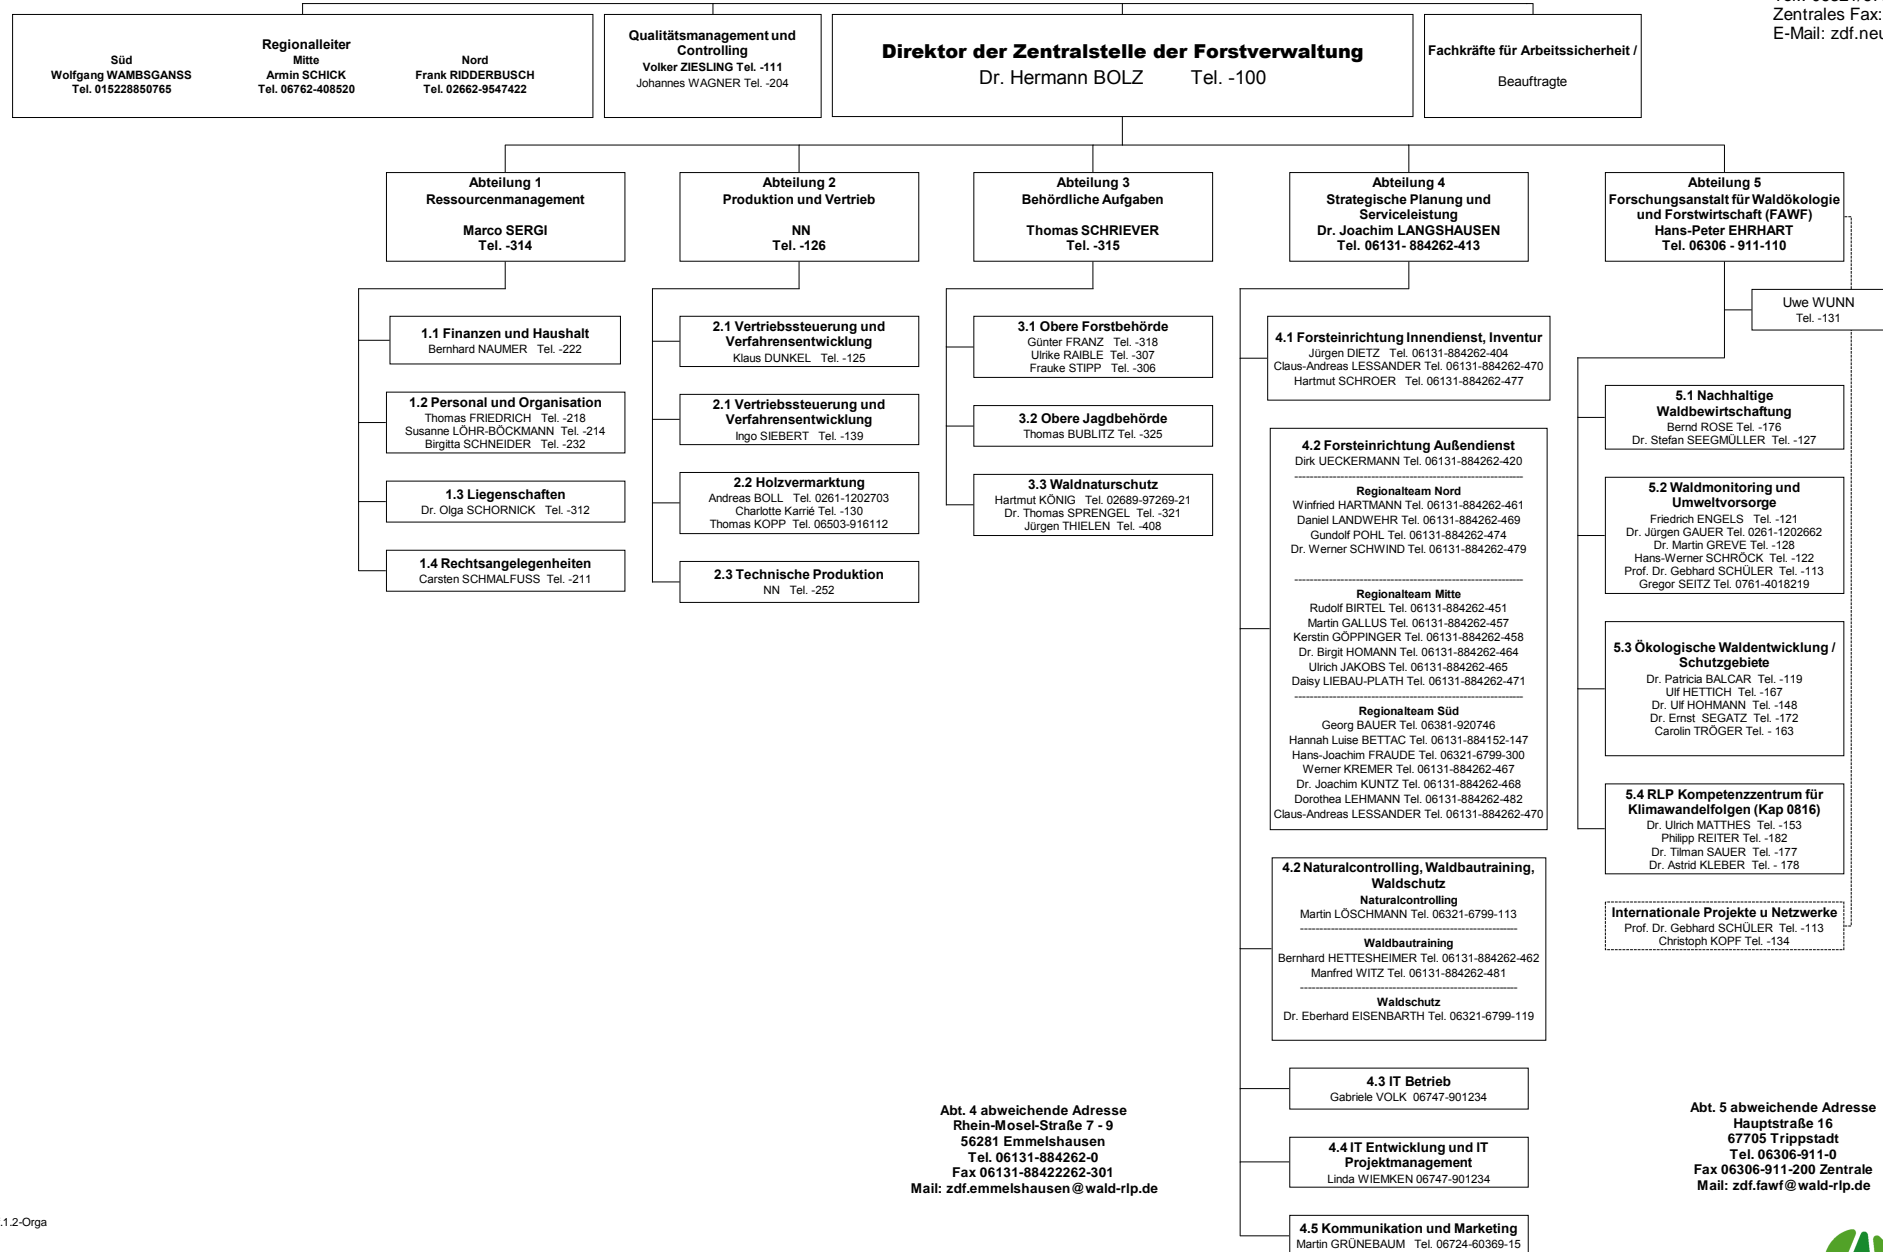 Zentrales Fax:
E-Mail: zdf.neu
Regionalleiter
Süd
Wolfgang WAMBSGANSS
Tel. 015228850765
Mitte
Armin SCHICK
Tel. 06762-408520
Nord
Frank RIDDERBUSCH
Tel. 02662-9547422
Qualitätsmanagement und
Controlling
Volker ZIESLING Tel. -111
Johannes WAGNER Tel. -204
Direktor der Zentralstelle der Forstverwaltung
Dr. Hermann BOLZ Tel. -100
Fachkräfte für Arbeitssicherheit /
Beauftragte
Abteilung 1
Ressourcenmanagement
Marco SERGI
Tel. -314
1.1 Finanzen und Haushalt
Bernhard NAUMER Tel. -222
1.2 Personal und Organisation
Thomas FRIEDRICH Tel. -218
Susanne LÖHR-BÖCKMANN Tel. -214
Birgitta SCHNEIDER Tel. -232
1.3 Liegenschaften
Dr. Olga SCHORNICK Tel. -312
1.4 Rechtsangelegenheiten
Carsten SCHMALFUSS Tel. -211
Abteilung 2
Produktion und Vertrieb
NN
Tel. -126
2.1 Vertriebssteuerung und
Verfahrensentwicklung
Klaus DUNKEL Tel. -125
2.1 Vertriebssteuerung und
Verfahrensentwicklung
Ingo SIEBERT Tel. -139
2.2 Holzvermarktung
Andreas BOLL Tel. 0261-1202703
Charlotte Karrié Tel. -130
Thomas KOPP Tel. 06503-916112
2.3 Technische Produktion
NN Tel. -252
Abteilung 3
Behördliche Aufgaben
Thomas SCHRIEVER
Tel. -315
3.1 Obere Forstbehörde
Günter FRANZ Tel. -318
Ulrike RAIBLE Tel. -307
Frauke STIPP Tel. -306
3.2 Obere Jagdbehörde
Thomas BUBLITZ Tel. -325
3.3 Waldnaturschutz
Hartmut KÖNIG Tel. 02689-97269-21
Dr. Thomas SPRENGEL Tel. -321
Jürgen THIELEN Tel. -408
Abteilung 4
Strategische Planung und
Serviceleistung
Dr. Joachim LANGSHAUSEN
Tel. 06131- 884262-413
4.1 Forsteinrichtung Innendienst, Inventur
Jürgen DIETZ Tel. 06131-884262-404
Claus-Andreas LESSANDER Tel. 06131-884262-470
Hartmut SCHROER Tel. 06131-884262-477
4.2 Forsteinrichtung Außendienst
Dirk UECKERMANN Tel. 06131-884262-420
Regionalteam Nord
Winfried HARTMANN Tel. 06131-884262-461
Daniel LANDWEHR Tel. 06131-884262-469
Gundolf POHL Tel. 06131-884262-474
Dr. Werner SCHWIND Tel. 06131-884262-479
Regionalteam Mitte
Rudolf BIRTEL Tel. 06131-884262-451
Martin GALLUS Tel. 06131-884262-457
Kerstin GÖPPINGER Tel. 06131-884262-458
Dr. Birgit HOMANN Tel. 06131-884262-464
Ulrich JAKOBS Tel. 06131-884262-465
Daisy LIEBAU-PLATH Tel. 06131-884262-471
Regionalteam Süd
Georg BAUER Tel. 06381-920746
Hannah Luise BETTAC Tel. 06131-884152-147
Hans-Joachim FRAUDE Tel. 06321-6799-300
Werner KREMER Tel. 06131-884262-467
Dr. Joachim KUNTZ Tel. 06131-884262-468
Dorothea LEHMANN Tel. 06131-884262-482
Claus-Andreas LESSANDER Tel. 06131-884262-470
4.2 Naturalcontrolling, Waldbautraining,
Waldschutz
Naturalcontrolling
Martin LÖSCHMANN Tel. 06321-6799-113
Waldbautraining
Bernhard HETTESHEIMER Tel. 06131-884262-462
Manfred WITZ Tel. 06131-884262-481
Waldschutz
Dr. Eberhard EISENBARTH Tel. 06321-6799-119
4.3 IT Betrieb
Gabriele VOLK 06747-901234
4.4 IT Entwicklung und IT
Projektmanagement
Linda WIEMKEN 06747-901234
4.5 Kommunikation und Marketing
Martin GRÜNEBAUM Tel. 06724-60369-15
Abteilung 5
Forschungsanstalt für Waldökologie
und Forstwirtschaft (FAWF)
Hans-Peter EHRHART
Tel. 06306 - 911-110
Uwe WUNN
Tel. -131
5.1 Nachhaltige
Waldbewirtschaftung
Bernd ROSE Tel. -176
Dr. Stefan SEEGMÜLLER Tel. -127
5.2 Waldmonitoring und
Umweltvorsorge
Friedrich ENGELS Tel. -121
Dr. Jürgen GAUER Tel. 0261-1202662
Dr. Martin GREVE Tel. -128
Hans-Werner SCHRÖCK Tel. -122
Prof. Dr. Gebhard SCHÜLER Tel. -113
Gregor SEITZ Tel. 0761-4018219
5.3 Ökologische Waldentwicklung /
Schutzgebiete
Dr. Patricia BALCAR Tel. -119
Ulf HETTICH Tel. -167
Dr. Ulf HOHMANN Tel. -148
Dr. Ernst SEGATZ Tel. -172
Carolin TRÖGER Tel. - 163
5.4 RLP Kompetenzzentrum für
Klimawandelfolgen (Kap 0816)
Dr. Ulrich MATTHES Tel. -153
Philipp REITER Tel. -182
Dr. Tilman SAUER Tel. -177
Dr. Astrid KLEBER Tel. - 178
Internationale Projekte u Netzwerke
Prof. Dr. Gebhard SCHÜLER Tel. -113
Christoph KOPF Tel. -134
Abt. 4 abweichende Adresse
Rhein-Mosel-Straße 7 - 9
56281 Emmelshausen
Tel. 06131-884262-0
Fax 06131-88422262-301
Mail: zdf.emmelshausen@wald-rlp.de
Abt. 5 abweichende Adresse
Hauptstraße 16
67705 Trippstadt
Tel. 06306-911-0
Fax 06306-911-200 Zentrale
Mail: zdf.fawf@wald-rlp.de
.1.2-Orga